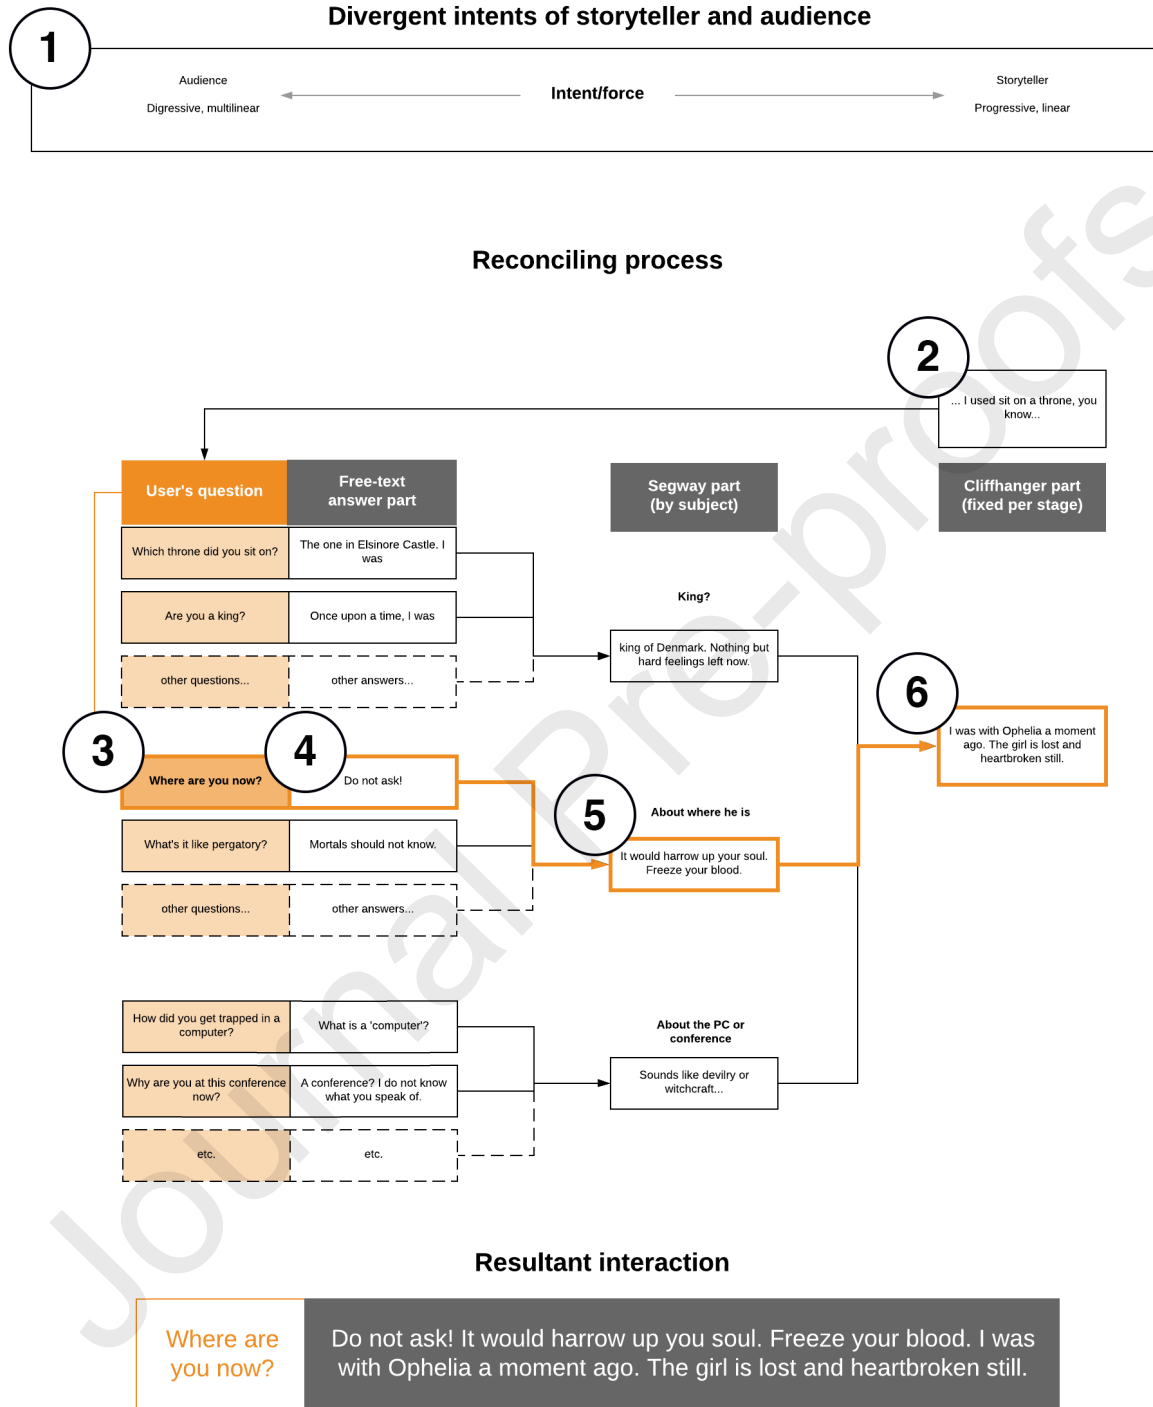 Divergent intents of storyteller and audience
1
Audience
Digressive, multilinear
Intent/force
Storyteller
Progressive, linear
Reconciling process
2
... I used sit on a throne, you
know...
User's question
Free-text
answer part
Segway part
(by subject)
Cliffhanger part
(fixed per stage)
Which throne did you sit on?
The one in Elsinore Castle. I
was
King?
Are you a king?
Once upon a time, I was
king of Denmark. Nothing but
hard feelings left now.
other questions...
other answers...
6
I was with Ophelia a moment
ago. The girl is lost and
heartbroken still.
3
4
Where are you now?
Do not ask!
5
About where he is
What's it like pergatory?
Mortals should not know.
It would harrow up your soul.
Freeze your blood.
other questions...
other answers...
How did you get trapped in a
computer?
What is a 'computer'?
About the PC or
conference
Why are you at this conference
now?
A conference? I do not know
what you speak of.
Sounds like devilry or
witchcraft...
etc.
etc.
Resultant interaction
Where are
you now?
Do not ask! It would harrow up you soul. Freeze your blood. I was
with Ophelia a moment ago. The girl is lost and heartbroken still.
Journal Pre-proofs